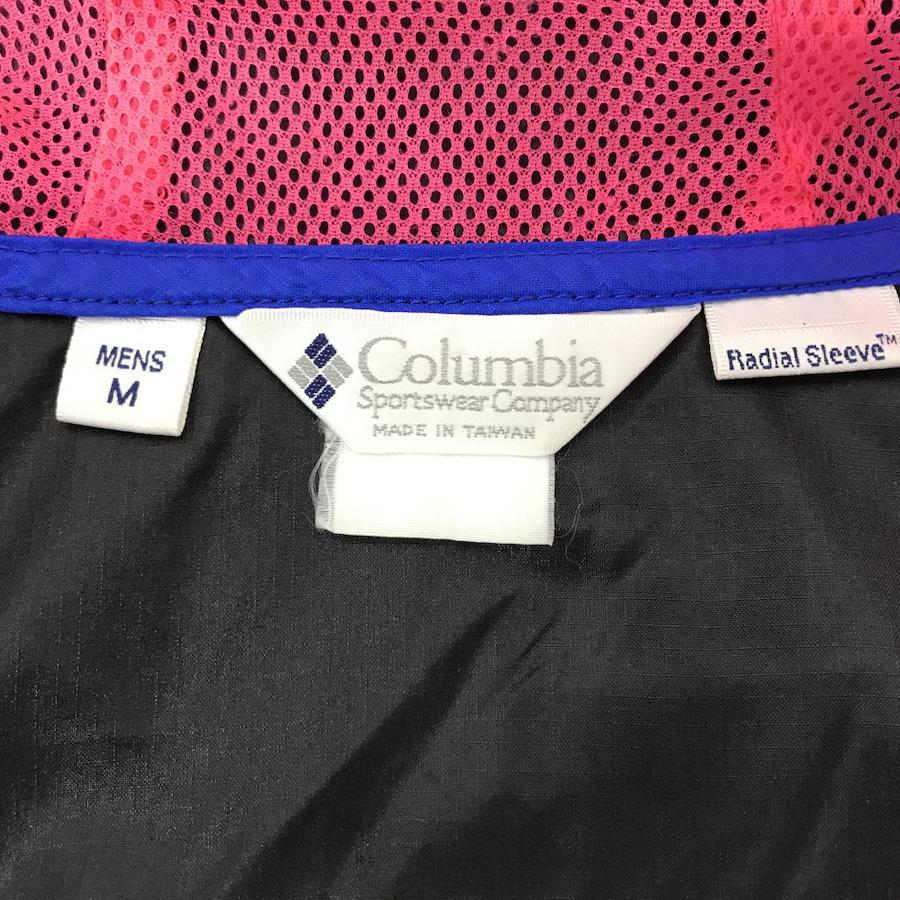 MENS
M
Columbia
Sportswear Company
MADE IN TAIWAN
Radial Sleeve™